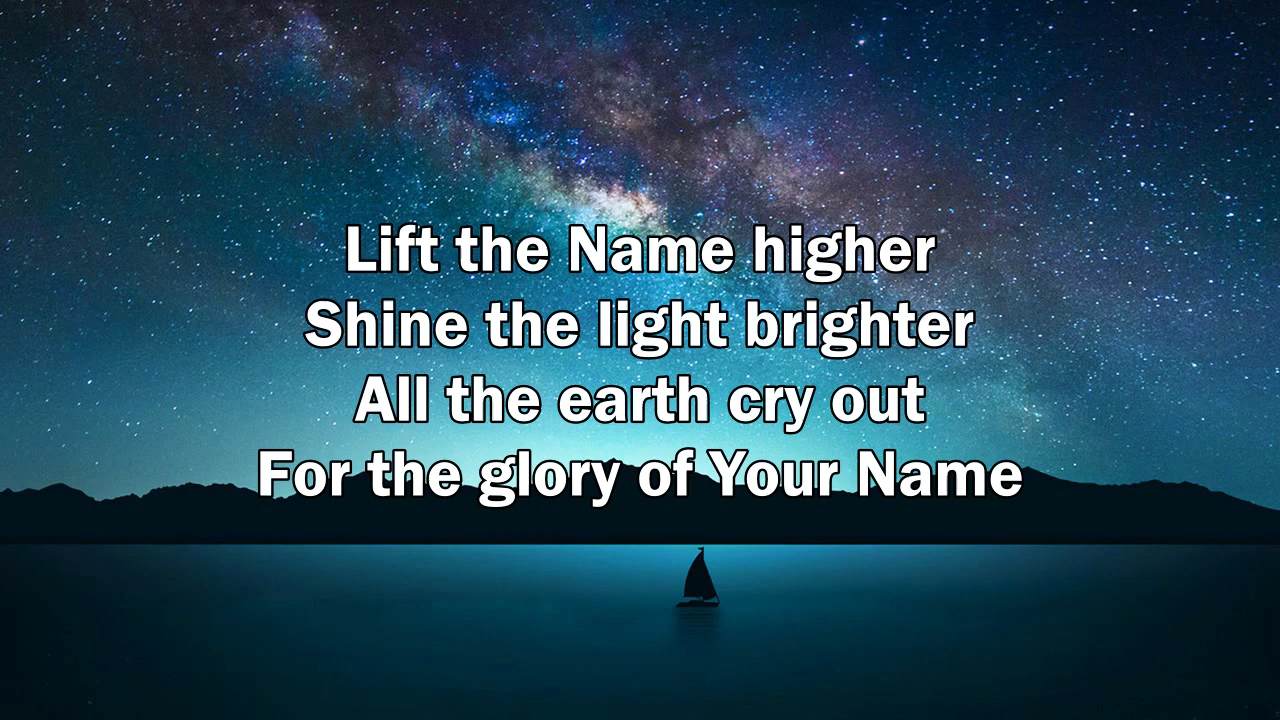 Lift the Name higher
Shine the light brighter
All the earth cry out
For the glory of Your Name